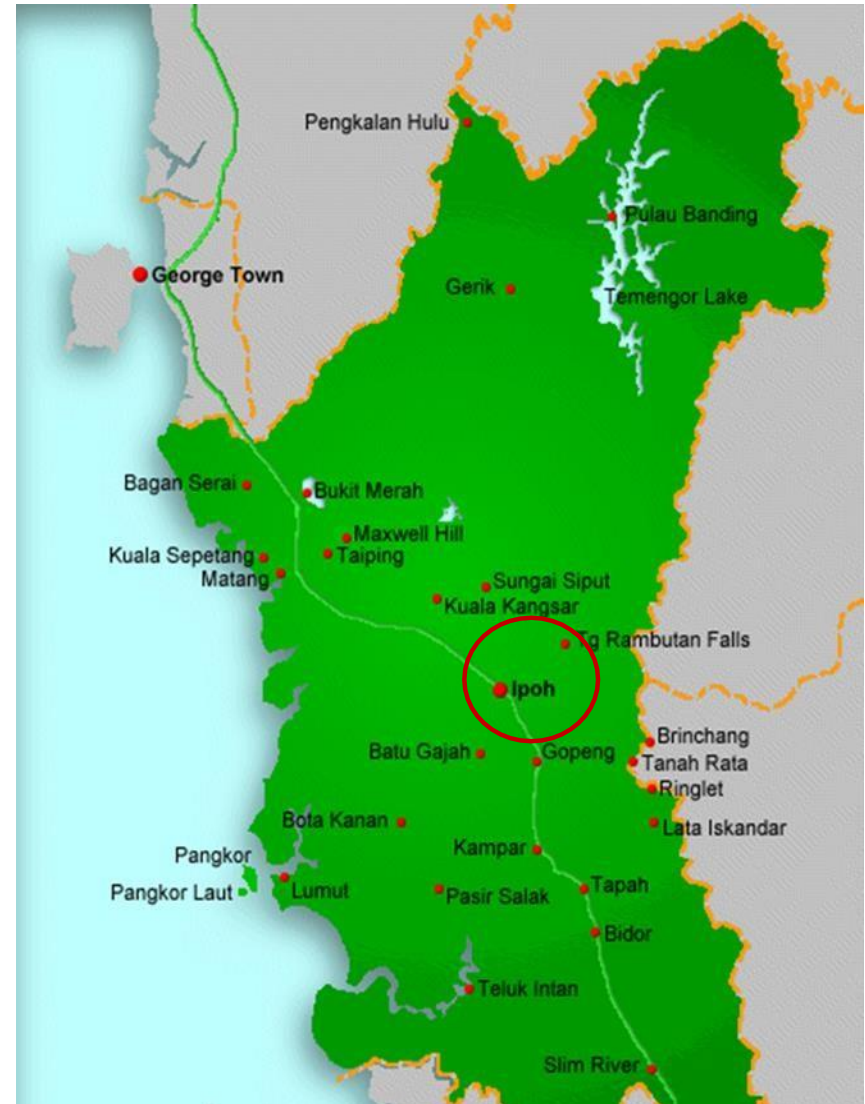 Pengkalan Hulu
Pulau Banding
George Town
Gerik
Temengor Lake
Bagan Serai
Bukit Merah
Maxwell Hill
Kuala Sepetang
Taiping
Matang
Sungai Siput
Kuala Kangsar
Tg Rambutan Falls
Ipoh
Brinchang
Batu Gajah
Gopeng
Tanah Rata
Ringlet
Bota Kanan
Lata Iskandar
Kampar
Pangkor
Pangkor Laut
Lumut
Pasir Salak
Tapah
Bidor
Teluk Intan
Slim River